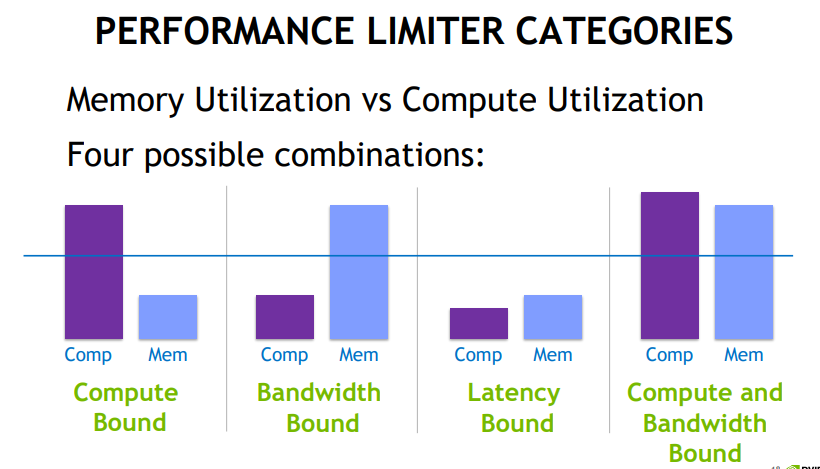 PERFORMANCE LIMITER CATEGORIES
Memory Utilization vs Compute Utilization
Four possible combinations:
Comp Mem
Compute
Bound
Comp Mem
Bandwidth
Bound
Comp Mem
Latency
Bound
Comp Mem
Compute and
Bandwidth
Bound